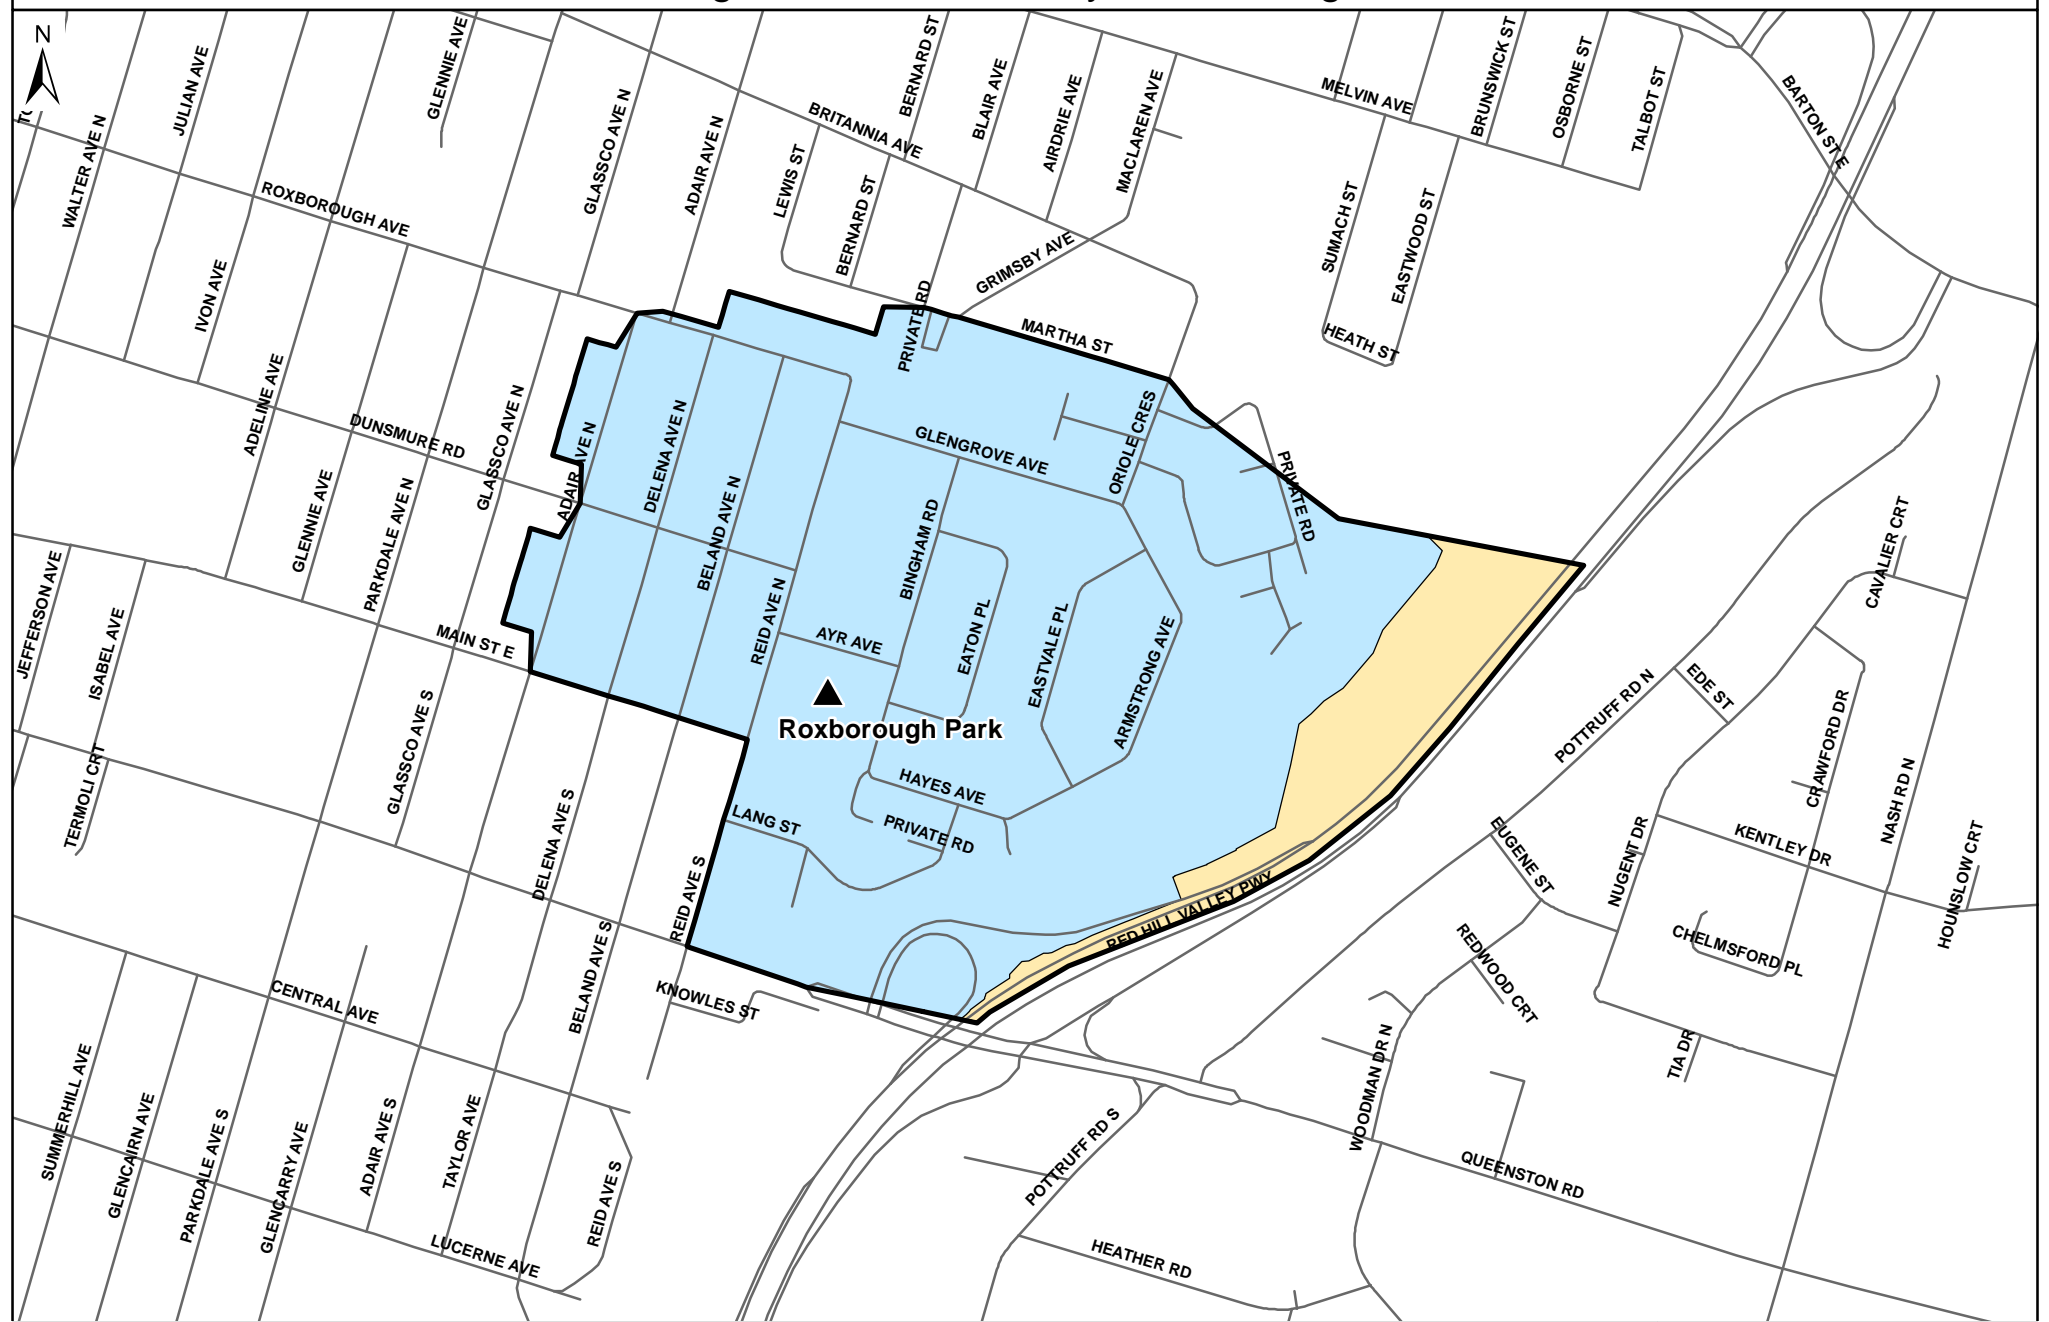 N
GLENNIE AVE
BERNARD ST
BRUNSWICK ST
JULIAN AVE
BLAIR AVE
OSBORNE ST
AIRDRIE AVE
MACLAREN AVE
MELVIN AVE
TALBOT ST
BARTON ST E
GLASSCO AVE N
BRITANNIA AVE
WALTER AVE N
ADAIR AVE N
LEWIS ST
ROXBOROUGH AVE
BERNARD ST
SUMACH ST
EASTWOOD ST
GRIMSBY AVE
IVON AVE
PRIVATE RD
MARTHA ST
HEATH ST
ADELINE AVE
GLASSCO AVE N
DUNSMURE RD
ADAIR AVE N
DELENA AVE N
ORIOLE CRES
GLENGROVE AVE
PRIVATE RD
GLENNIE AVE
PARKDALE AVE N
BELAND AVE N
BINGHAM RD
CAVALIER CRT
JEFFERSON AVE
ISABEL AVE
MAIN ST E
REID AVE N
AYR AVE
EATON PL
EASTVALE PL
ARMSTRONG AVE
POTTRUFF RD N
EDE ST
Roxborough Park
GLASSCO AVE S
CRAWFORD DR
NASH RD N
TERMOLI CRT
HAYES AVE
LANG ST
PRIVATE RD
DELENA AVE S
EUGENE ST
NUGENT DR
KENTLEY DR
HOUNSLOW CRT
REID AVE S
RED HILL VALLEY PWY
REDWOOD CRT
CHELMSFORD PL
BELAND AVE S
CENTRAL AVE
KNOWLES ST
WOODMAN DR N
TIA DR
SUMMERHILL AVE
GLENCAIRN AVE
PARKDALE AVE S
GLENCARRY AVE
ADAIR AVE S
TAYLOR AVE
REID AVE S
POTTRUFF RD S
QUEENSTON RD
LUCERNE AVE
HEATHER RD